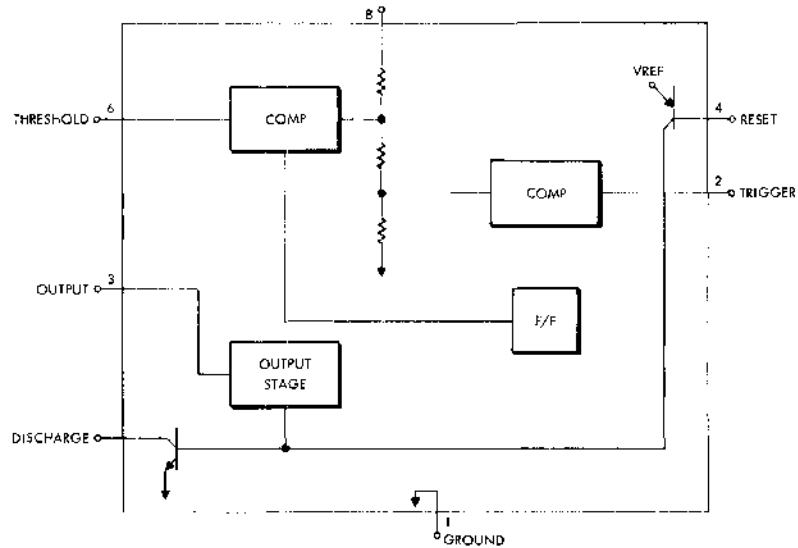 8
VREF
THRESHOLD 6
COMP
4 RESET
COMP
2 TRIGGER
OUTPUT 3
F/F
OUTPUT
STAGE
DISCHARGE
1
GROUND